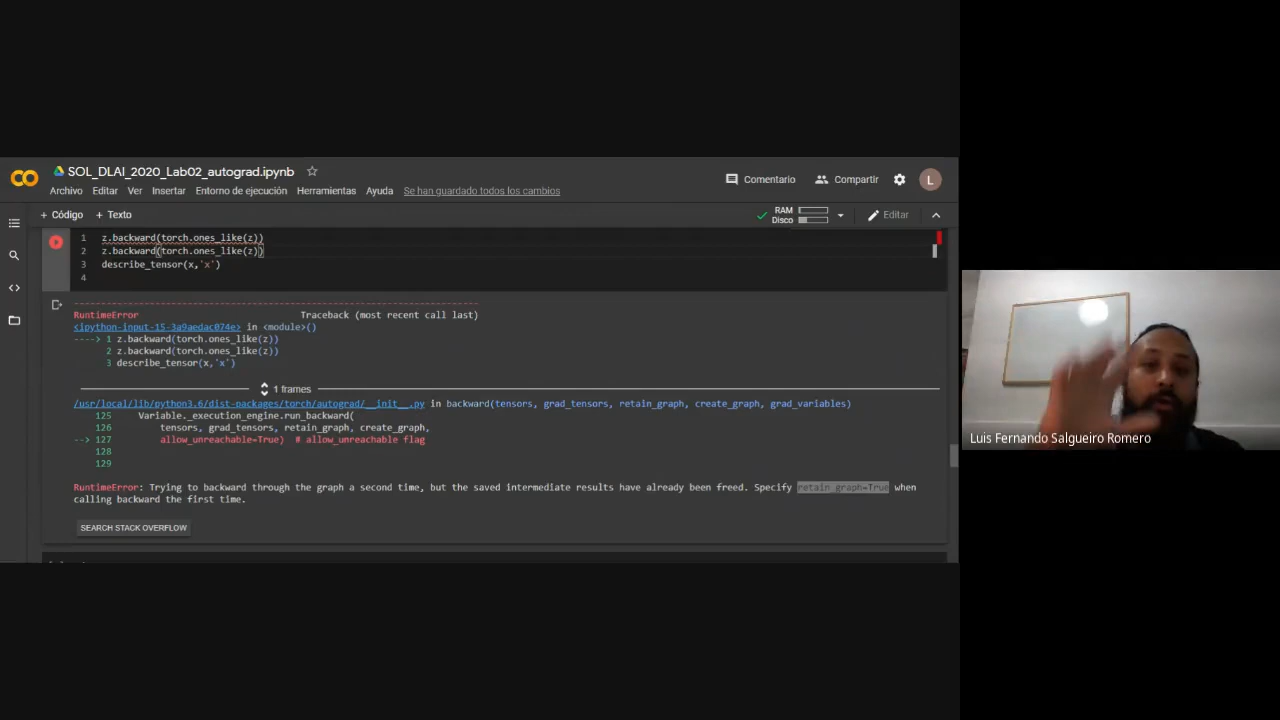 SOL_DLAI_2020_Lab02_autograd.ipynb
Archivo Editar Ver Insertar Entorno de ejecución Herramientas Ayuda Se han guardado todos los cambios
Comentario Compartir L
+ Código + Texto
RAM
Disco
Editar
1 z.backward(torch.ones_like(z))
2 z.backward(torch.ones_like(z))
3 describe_tensor(x,'x')
4
RuntimeError Traceback (most recent call last)
<ipython-input-15-3a9aedac074e> in <module>()
----> 1 z.backward(torch.ones_like(z))
2 z.backward(torch.ones_like(z))
3 describe_tensor(x,'x')
1 frames
/usr/local/lib/python3.6/dist-packages/torch/autograd/__init__.py in backward(tensors, grad_tensors, retain_graph, create_graph, grad_variables)
125 Variable._execution_engine.run_backward(
126 tensors, grad_tensors, retain_graph, create_graph,
--> 127 allow_unreachable=True) # allow_unreachable flag
128
129
RuntimeError: Trying to backward through the graph a second time, but the saved intermediate results have already been freed. Specify retain_graph=True when
calling backward the first time.
SEARCH STACK OVERFLOW
Luis Fernando Salgueiro Romero